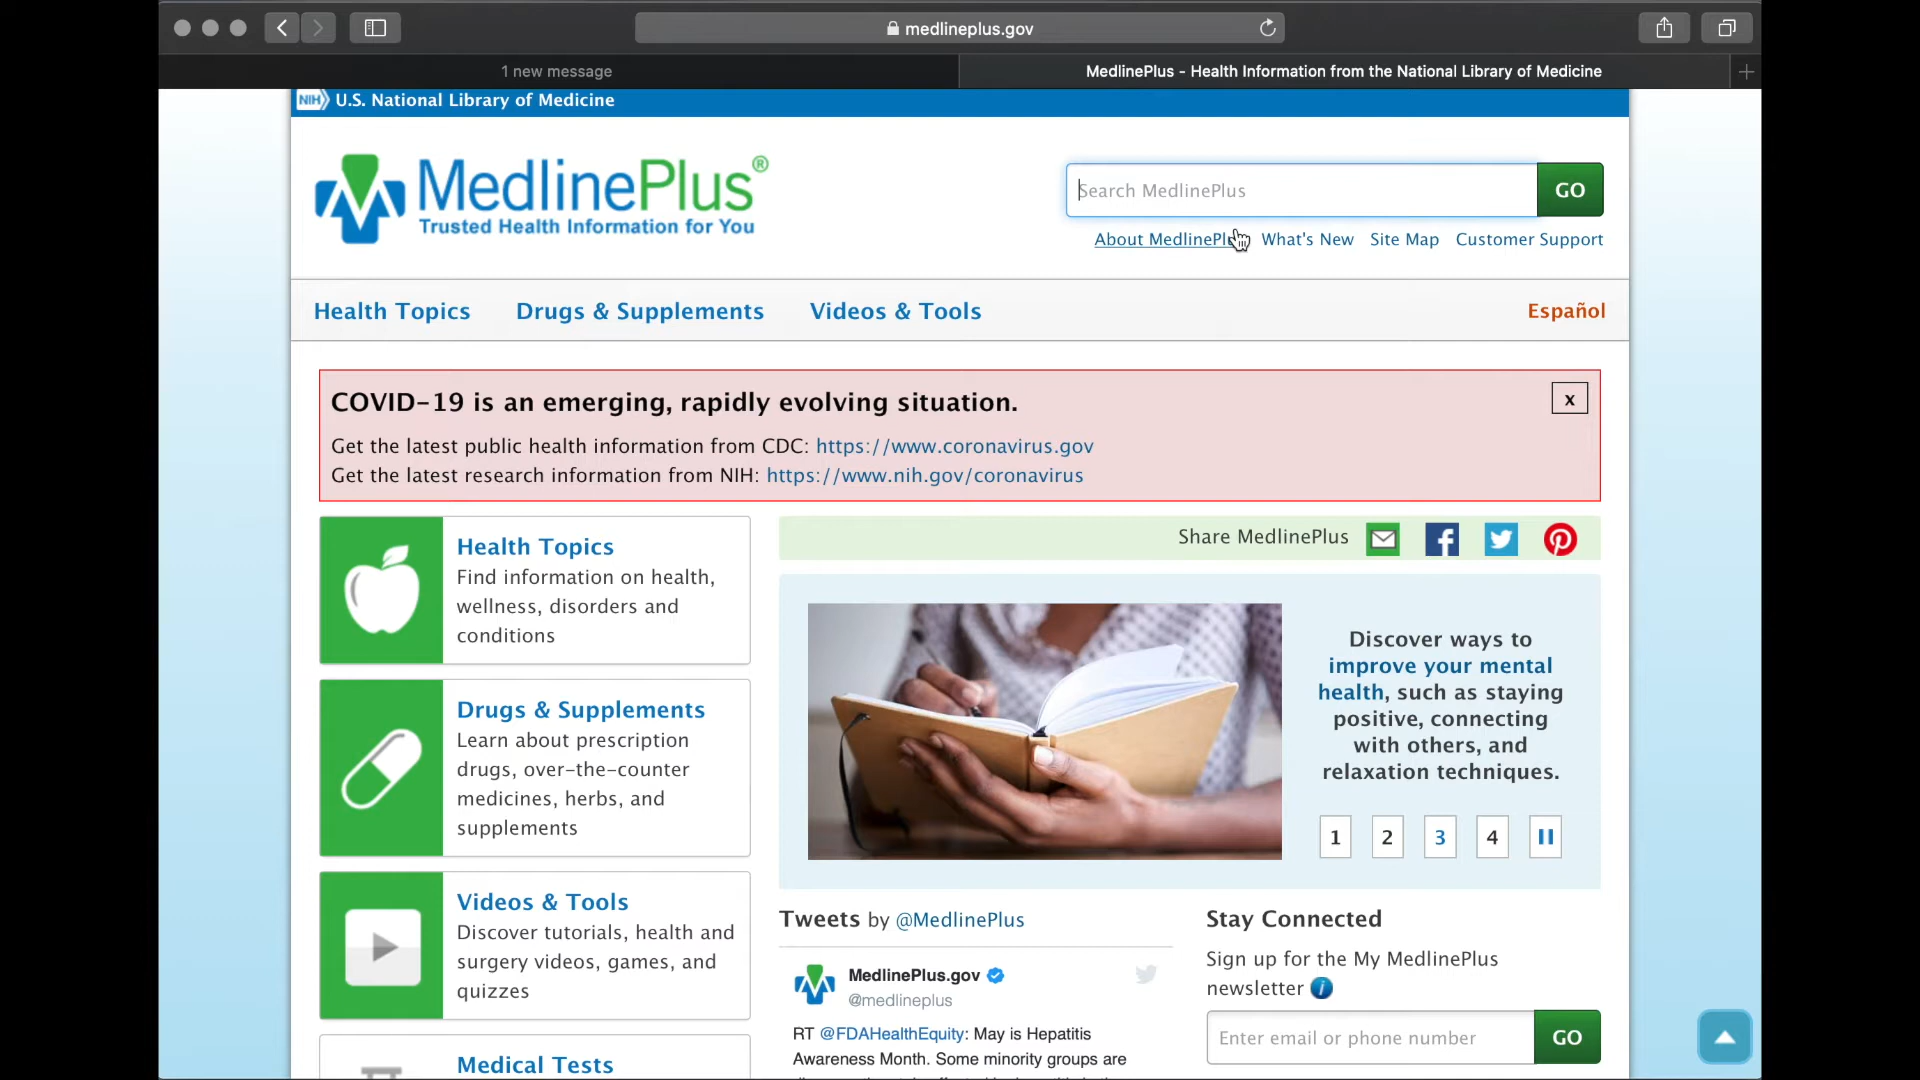 medlineplus.gov
1 new message
MedlinePlus - Health Information from the National Library of Medicine
NIH U.S. National Library of Medicine
MedlinePlus®
Trusted Health Information for You
Search MedlinePlus
GO
About MedlinePlu What's New Site Map Customer Support
Health Topics Drugs & Supplements Videos & Tools Español
COVID-19 is an emerging, rapidly evolving situation.
x
Get the latest public health information from CDC: https://www.coronavirus.gov
Get the latest research information from NIH: https://www.nih.gov/coronavirus
Health Topics
Find information on health,
wellness, disorders and
conditions
Drugs & Supplements
Learn about prescription
drugs, over-the-counter
medicines, herbs, and
supplements
Videos & Tools
Discover tutorials, health and
surgery videos, games, and
quizzes
Medical Tests
Share MedlinePlus
Discover ways to
improve your mental
health, such as staying
positive, connecting
with others, and
relaxation techniques.
1 2 3 4
Tweets by @MedlinePlus
MedlinePlus.gov
@medlineplus
RT @FDAHealthEquity: May is Hepatitis
Awareness Month. Some minority groups are
Stay Connected
Sign up for the My MedlinePlus
newsletter i
Enter email or phone number
GO